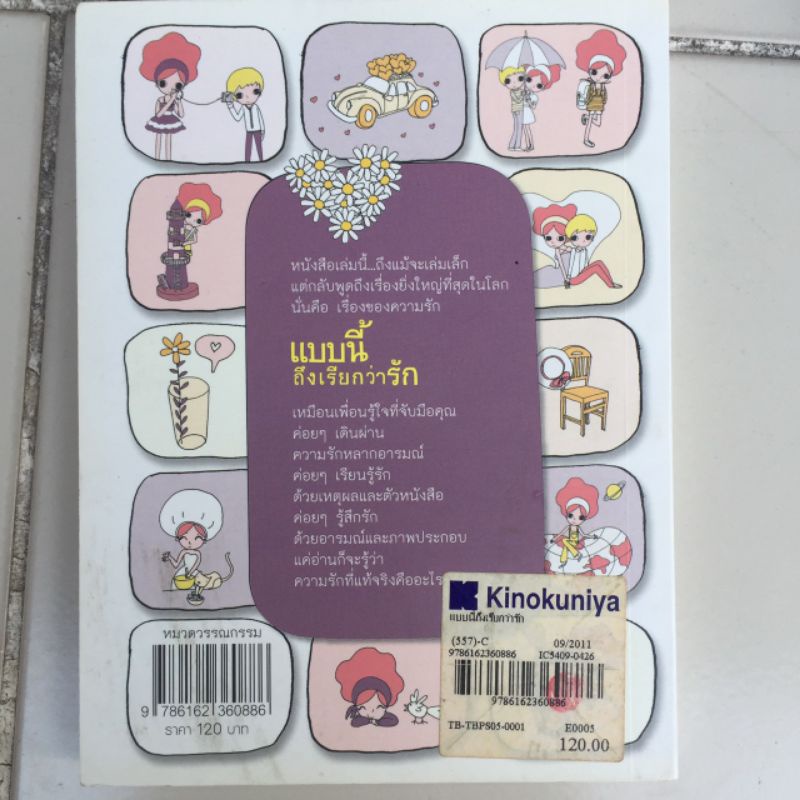 หนังสือเล่มนี้...ถึงแม้จะเล่มเล็ก
แต่กลับพูดถึงเรื่องยิ่งใหญ่ที่สุดในโลก
นั่นคือ เรื่องของความรัก
แบบนี้
ถึงเรียกว่ารัก
เหมือนเพื่อนรู้ใจที่จับมือคุณ
ค่อยๆ เดินผ่าน
ความรักหลากอารมณ์
ค่อยๆ เรียนรู้รัก
ด้วยเหตุผลและตัวหนังสือ
ค่อยๆ รู้สึกรัก
ด้วยอารมณ์และภาพประกอบ
แค่อ่านก็จะรู้ว่า
ความรักที่แท้จริงคืออะไร
หมวดวรรณกรรม
9 786162 360886
ราคา 120 บาท
Kinokuniya
แบบนี้ถึงเรียกว่ารัก
(557)-C 09/2011
9786162360886 IC5409-0426
9786162360886
TB-TBPS05-0001 E0005
120.00